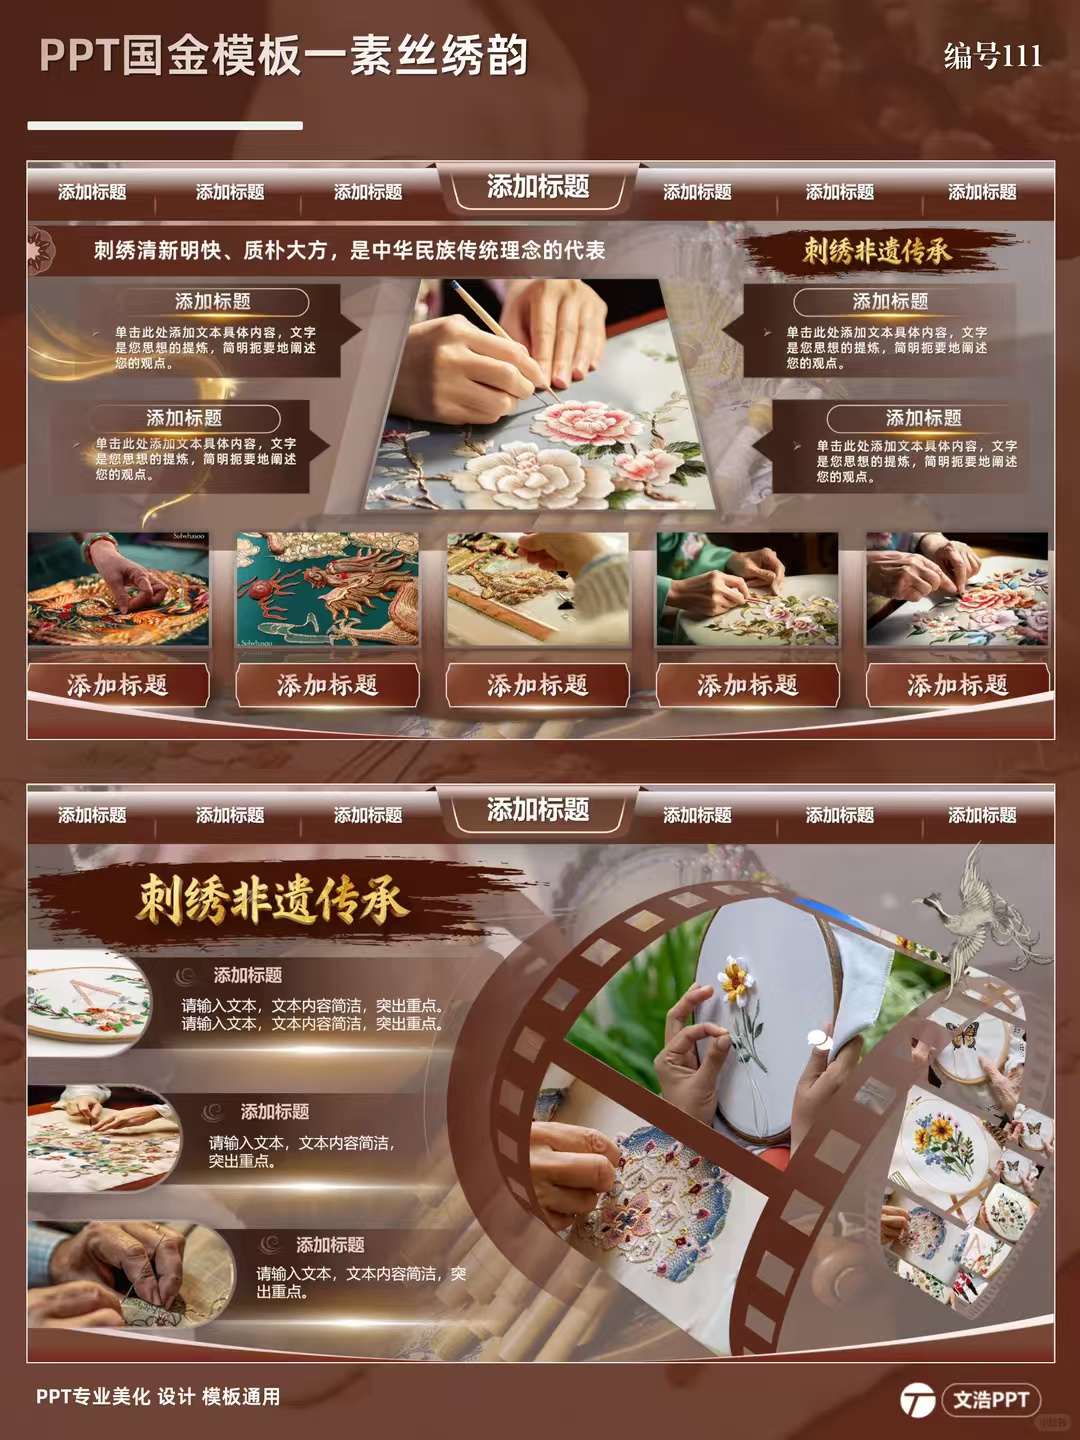 PPT国金模板一素丝绣韵
编号111
添加标题 添加标题 添加标题 添加标题 添加标题 添加标题 添加标题
刺绣清新明快、质朴大方，是中华民族传统理念的代表
刺绣非遗传承
添加标题
单击此处添加文本具体内容，文字
是您思想的提炼，简明扼要地阐述
您的观点。
添加标题
单击此处添加文本具体内容，文字
是您思想的提炼，简明扼要地阐述
您的观点。
添加标题
单击此处添加文本具体内容，文字
是您思想的提炼，简明扼要地阐述
您的观点。
添加标题
单击此处添加文本具体内容，文字
是您思想的提炼，简明扼要地阐述
您的观点。
Sulwhasoo
Sulwhasoo
添加标题 添加标题 添加标题 添加标题 添加标题
添加标题 添加标题 添加标题 添加标题 添加标题 添加标题 添加标题
刺绣非遗传承
添加标题
请输入文本，文本内容简洁，突出重点。
请输入文本，文本内容简洁，突出重点。
添加标题
请输入文本，文本内容简洁，
突出重点。
添加标题
请输入文本，文本内容简洁，突
出重点。
PPT专业美化 设计 模板通用
文浩PPT
小红书